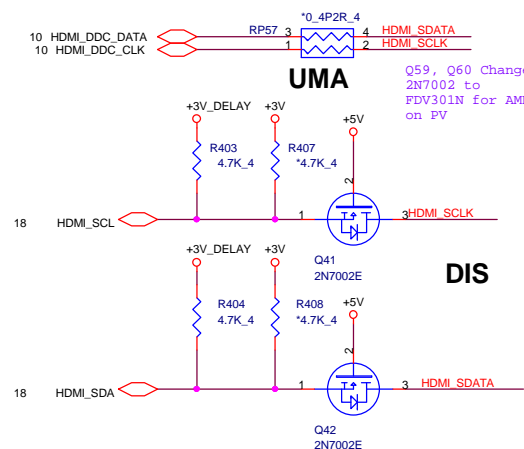 *0_4P2R_4
10 HDMI_DDC_DATA RP57 3 4 HDMI_SDATA
10 HDMI_DDC_CLK 1 2 HDMI_SCLK
UMA
Q59, Q60 Change
2N7002 to
FDV301N for AM
on PV
+3V_DELAY +3V
+5V
R403 R407
4.7K_4 *4.7K_4
2
18 HDMI_SCL 1 3 HDMI_SCLK
+3V_DELAY +3V
Q41
2N7002E
DIS
+5V
R404 R408
4.7K_4 *4.7K_4
2
18 HDMI_SDA 1 3 HDMI_SDATA
Q42
2N7002E